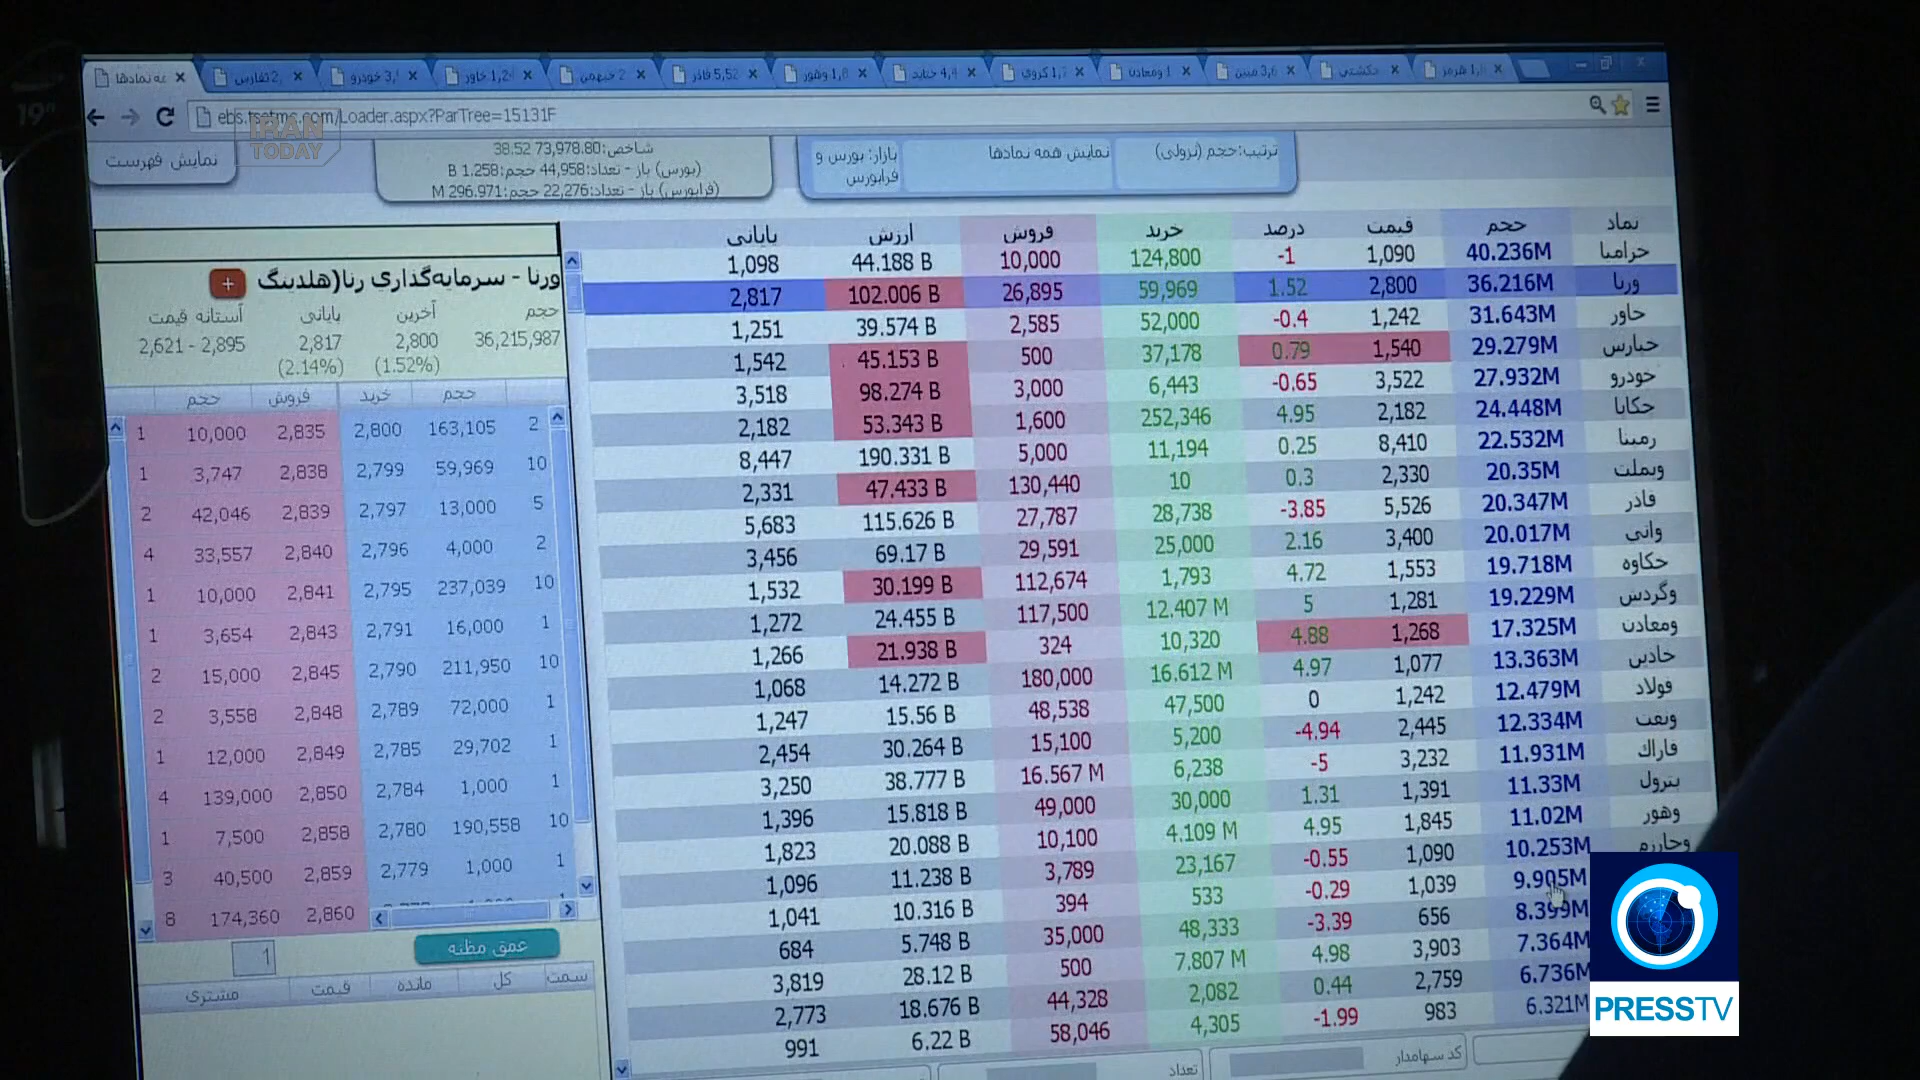 ebs.tsetmc.com/Loader.aspx?ParTree=15131F
IRAN
TODAY
نمایش فهرست
شاخص:73,978.80 38.52
(بورس) باز - تعداد:44,958 حجم:1.258 B
(فرابورس) باز - تعداد:22,276 حجم:296.971 M
بازار: بورس و فرابورس
نمایش همه نمادها
ترتیب:حجم (نزولی)
نماد حجم قیمت درصد خرید فروش ارزش پایانی
40.236M 1,090 -1 124,800 10,000 44.188 B 1,098
ورنا 36.216M 2,800 1.52 59,969 26,895 102.006 B 2,817
خاور 31.643M 1,242 -0.4 52,000 2,585 39.574 B 1,251
خپارس 29.279M 1,540 0.79 37,178 500 45.153 B 1,542
خودرو 27.932M 3,522 -0.65 6,443 3,000 98.274 B 3,518
24.448M 2,182 4.95 252,346 1,600 53.343 B 2,182
رمپنا 22.532M 8,410 0.25 11,194 5,000 190.331 B 8,447
وبملت 20.35M 2,330 0.3 10 130,440 47.433 B 2,331
فاذر 20.347M 5,526 -3.85 28,738 27,787 115.626 B 5,683
20.017M 3,400 2.16 25,000 29,591 69.17 B 3,456
حکاوه 19.718M 1,553 4.72 1,793 112,674 30.199 B 1,532
وگردش 19.229M 1,281 5 12.407 M 117,500 24.455 B 1,272
ومعادن 17.325M 1,268 4.88 10,320 324 21.938 B 1,266
خاذین 13.363M 1,077 4.97 16.612 M 180,000 14.272 B 1,068
فولاد 12.479M 1,242 0 47,500 48,538 15.56 B 1,247
ونفت 12.334M 2,445 -4.94 5,200 15,100 30.264 B 2,454
فاراک 11.931M 3,232 -5 6,238 16.567 M 38.777 B 3,250
پترول 11.33M 1,391 1.31 30,000 49,000 15.818 B 1,396
وهور 11.02M 1,845 4.95 4.109 M 10,100 20.088 B 1,823
وخارزم 10.253M 1,090 -0.55 23,167 3,789 11.238 B 1,096
9.905M 1,039 -0.29 533 394 10.316 B 1,041
8.399M 656 -3.39 48,333 35,000 5.748 B 684
7.364M 3,903 4.98 7.807 M 500 28.12 B 3,819
6.736M 2,759 0.44 2,082 44,328 18.676 B 2,773
6.321M 983 -1.99 4,305 58,046 6.22 B 991
کد سهامدار
تعداد
ورنا - سرمایه‌گذاری رنا(هلدینگ
حجم آخرین پایانی آستانه قیمت
36,215,987 2,800 2,817 2,621 - 2,895
(1.52%) (2.14%)
حجم خرید فروش حجم
2 163,105 2,800 2,835 10,000 1
10 59,969 2,799 2,838 3,747 1
5 13,000 2,797 2,839 42,046 2
2 4,000 2,796 2,840 33,557 4
10 237,039 2,795 2,841 10,000 1
1 16,000 2,791 2,843 3,654 1
10 211,950 2,790 2,845 15,000 2
1 72,000 2,789 2,848 3,558 2
1 29,702 2,785 2,849 12,000 1
1 1,000 2,784 2,850 139,000 4
10 190,558 2,780 2,858 7,500 1
1 1,000 2,779 2,859 40,500 3
2,860 174,360 8
عمق مظنه
1
سمت کل مانده قیمت مشتری
PRESSTV